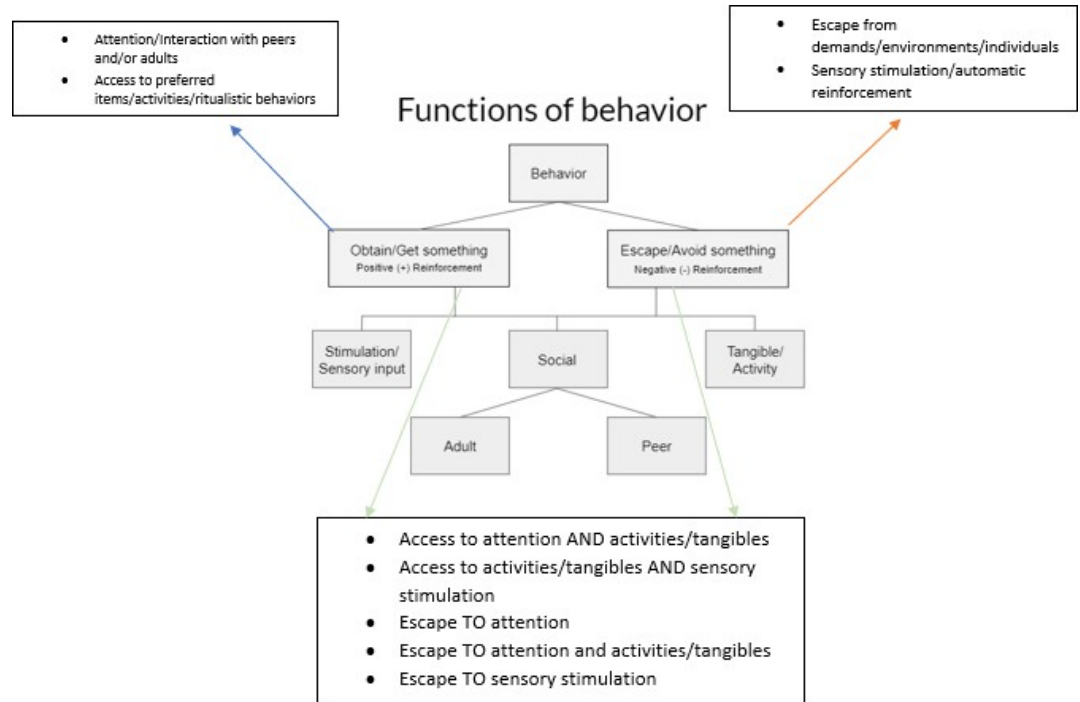 • Attention/Interaction with peers
and/or adults
• Access to preferred
items/activities/ritualistic behaviors
• Escape from
demands/environments/individuals
• Sensory stimulation/automatic
reinforcement
Functions of behavior
Behavior
Obtain/Get something
Positive (+) Reinforcement
Escape/Avoid something
Negative (-) Reinforcement
Stimulation/
Sensory input
Social
Tangible/
Activity
Adult
Peer
• Access to attention AND activities/tangibles
• Access to activities/tangibles AND sensory
stimulation
• Escape TO attention
• Escape TO attention and activities/tangibles
• Escape TO sensory stimulation